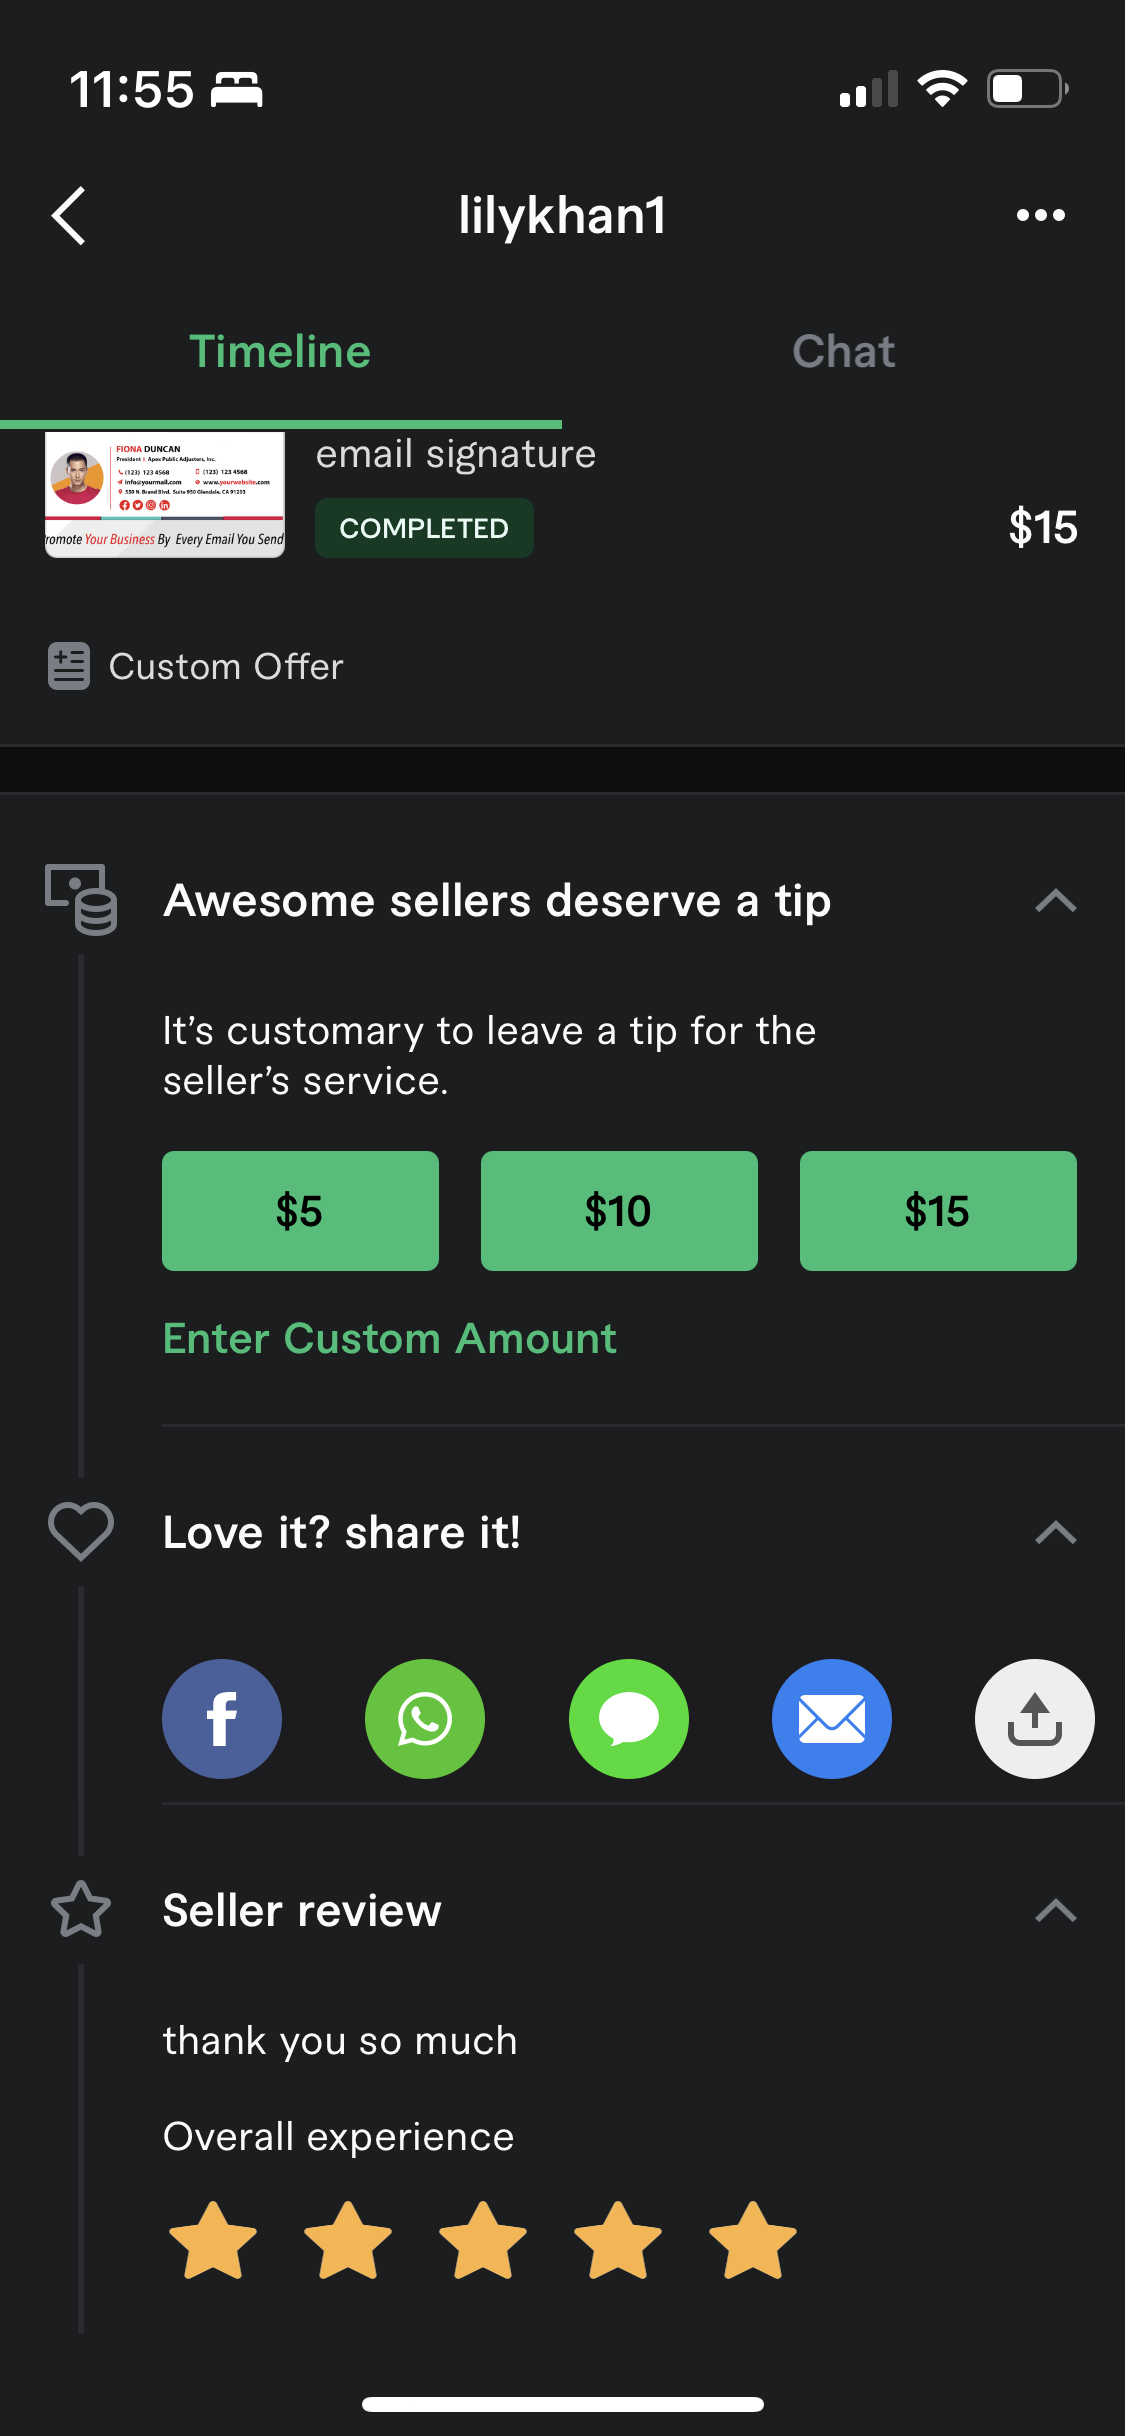 11:55
lilykhan1
Timeline
Chat
FIONA DUNCAN
President | Apex Public Adjusters, Inc.
(123) 123 4568
(123) 123 4568
info@yourmail.com
www.yourwebsite.com
550 N. Brand Blvd. Suite 950 Glendale, CA 91203
romote Your Business By Every Email You Send
email signature
COMPLETED
$15
Custom Offer
Awesome sellers deserve a tip
It's customary to leave a tip for the
seller's service.
$5
$10
$15
Enter Custom Amount
Love it? share it!
Seller review
thank you so much
Overall experience